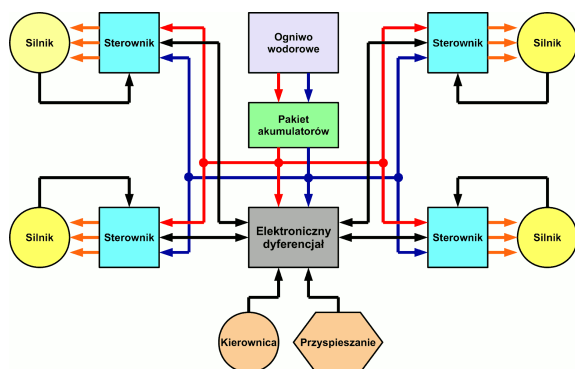 Silnik
Sterownik
Ogniwo
wodorowe
Sterownik
Silnik
Pakiet
akumulatorów
Silnik
Sterownik
Elektroniczny
dyferencjał
Sterownik
Silnik
Kierownica
Przyspieszanie